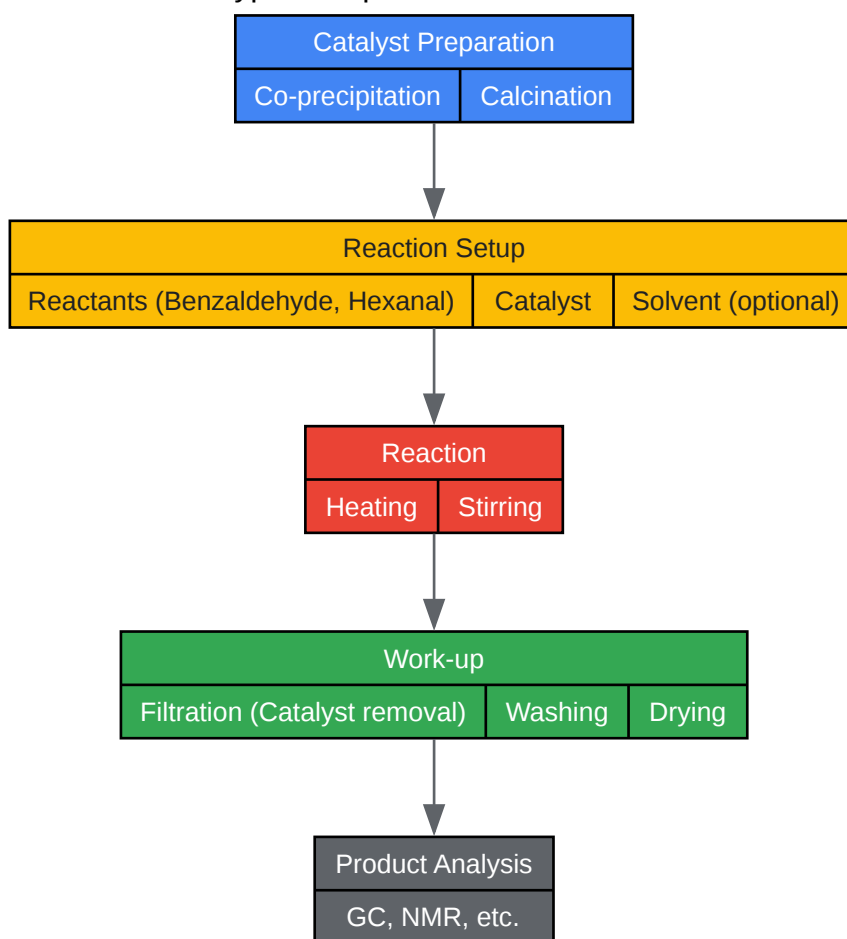 Catalyst Preparation
Co-precipitation Calcination
Reaction Setup
Reactants (Benzaldehyde, Hexanal) Catalyst Solvent (optional)
Reaction
Heating Stirring
Work-up
Filtration (Catalyst removal) Washing Drying
Product Analysis
GC, NMR, etc.